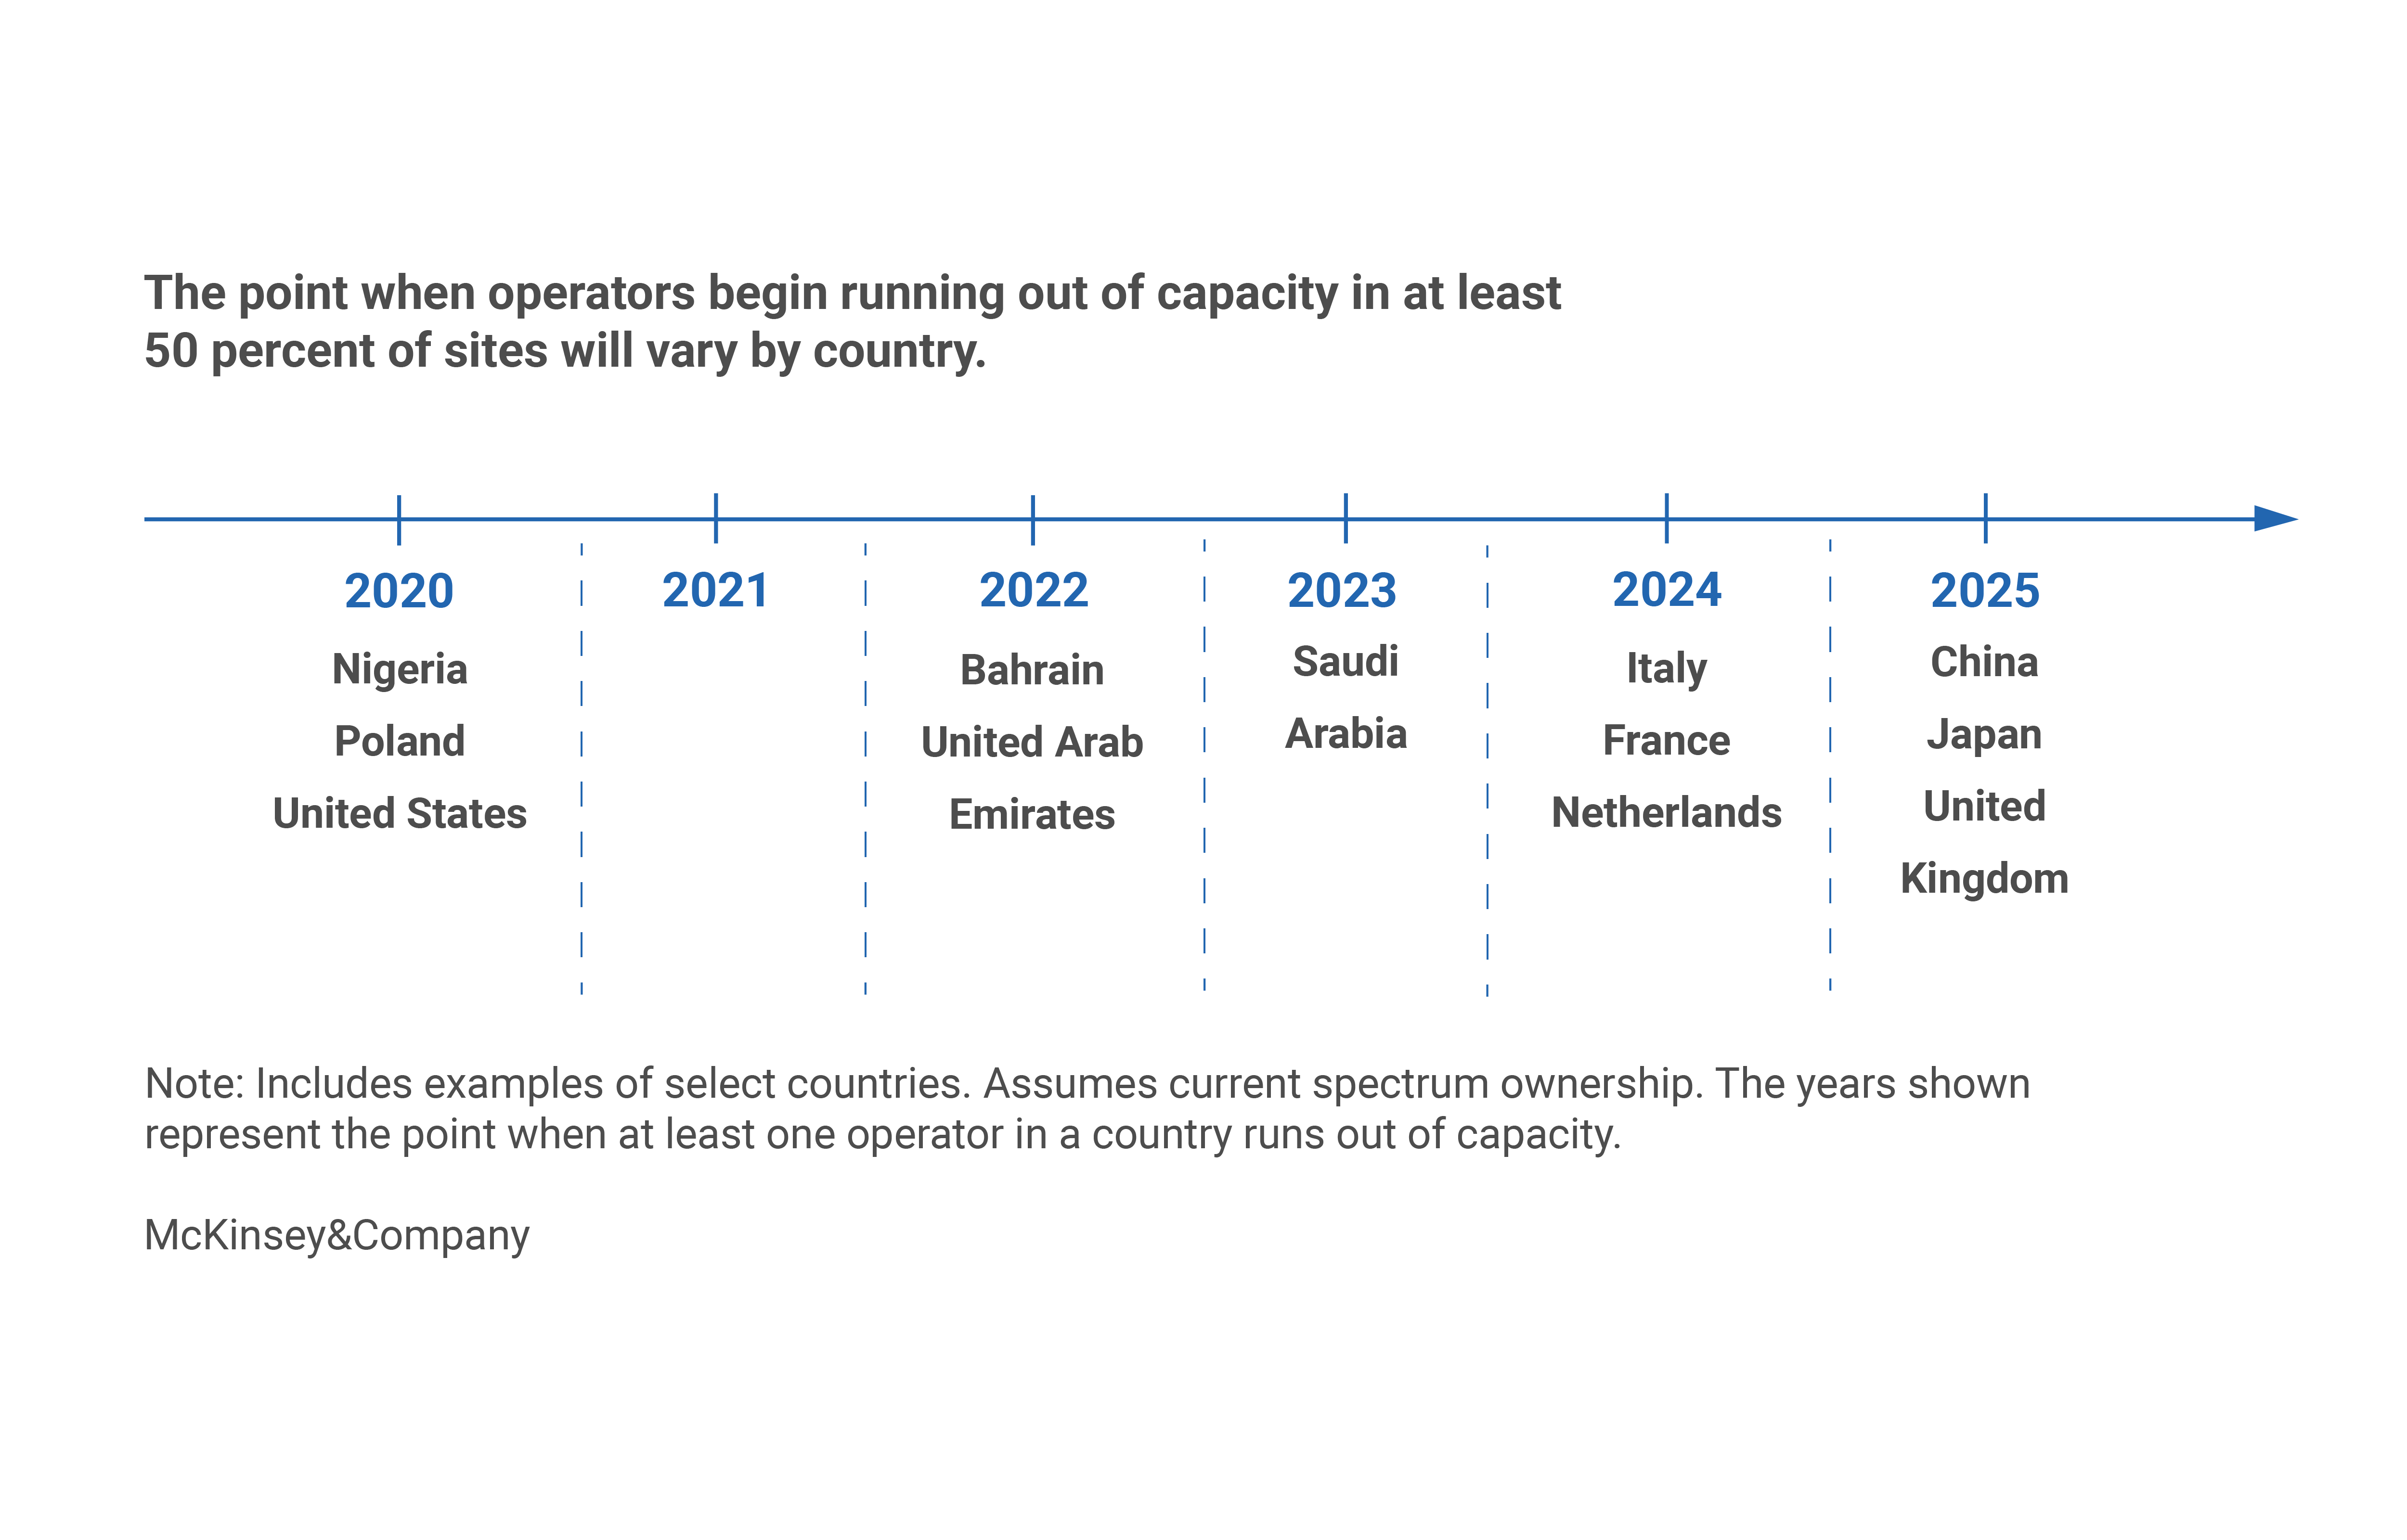 The point when operators begin running out of capacity in at least
50 percent of sites will vary by country.
2020
Nigeria
Poland
United States
2021
2022
Bahrain
United Arab
Emirates
2023
Saudi
Arabia
2024
Italy
France
Netherlands
2025
China
Japan
United
Kingdom
Note: Includes examples of select countries. Assumes current spectrum ownership. The years shown
represent the point when at least one operator in a country runs out of capacity.
McKinsey&Company